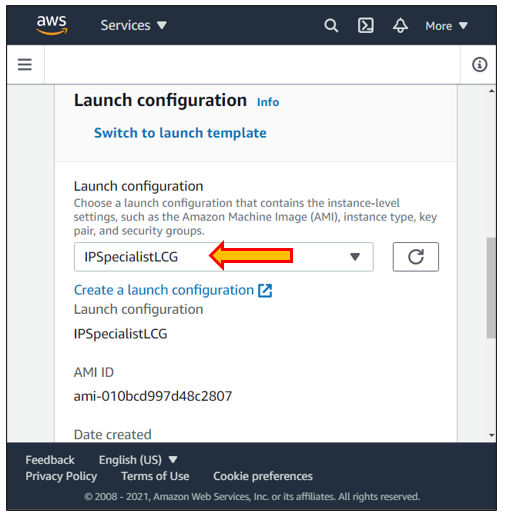 aws Services More
Launch configuration Info
Switch to launch template
Launch configuration
Choose a launch configuration that contains the instance-level
settings, such as the Amazon Machine Image (AMI), instance type, key
pair, and security groups.
IPSpecialistLCG
Create a launch configuration
Launch configuration
IPSpecialistLCG
AMI ID
ami-010bcd997d48c2807
Date created
Feedback English (US)
Privacy Policy Terms of Use Cookie preferences
© 2008 - 2021, Amazon Web Services, Inc. or its affiliates. All rights reserved.